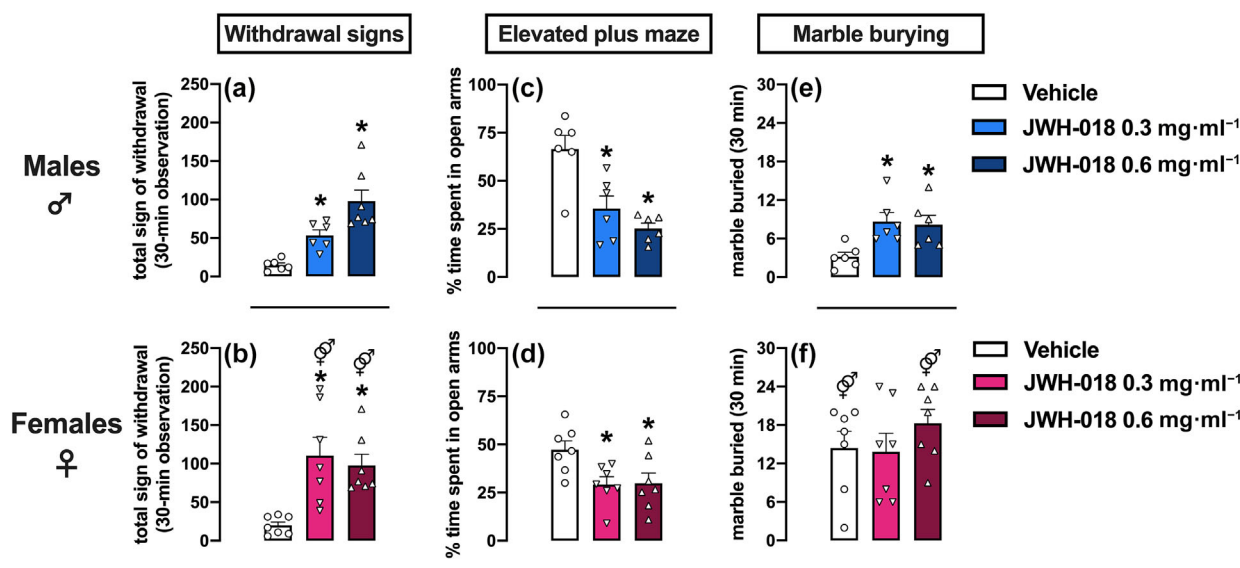 Withdrawal signs
Elevated plus maze
Marble burying
Males
♂
(a)
total sign of withdrawal
(30-min observation)
250
200
150
100
50
0
*
*
(c)
% time spent in open arms
100
75
50
25
0
*
*
(e)
marble buried (30 min)
30
24
18
12
6
0
*
*
Vehicle
JWH-018 0.3 mg·ml⁻¹
JWH-018 0.6 mg·ml⁻¹
Females
♀
(b)
total sign of withdrawal
(30-min observation)
250
200
150
100
50
0
⚤
*
⚤
*
(d)
% time spent in open arms
100
75
50
25
0
*
*
(f)
marble buried (30 min)
30
24
18
12
6
0
⚤
⚤
Vehicle
JWH-018 0.3 mg·ml⁻¹
JWH-018 0.6 mg·ml⁻¹